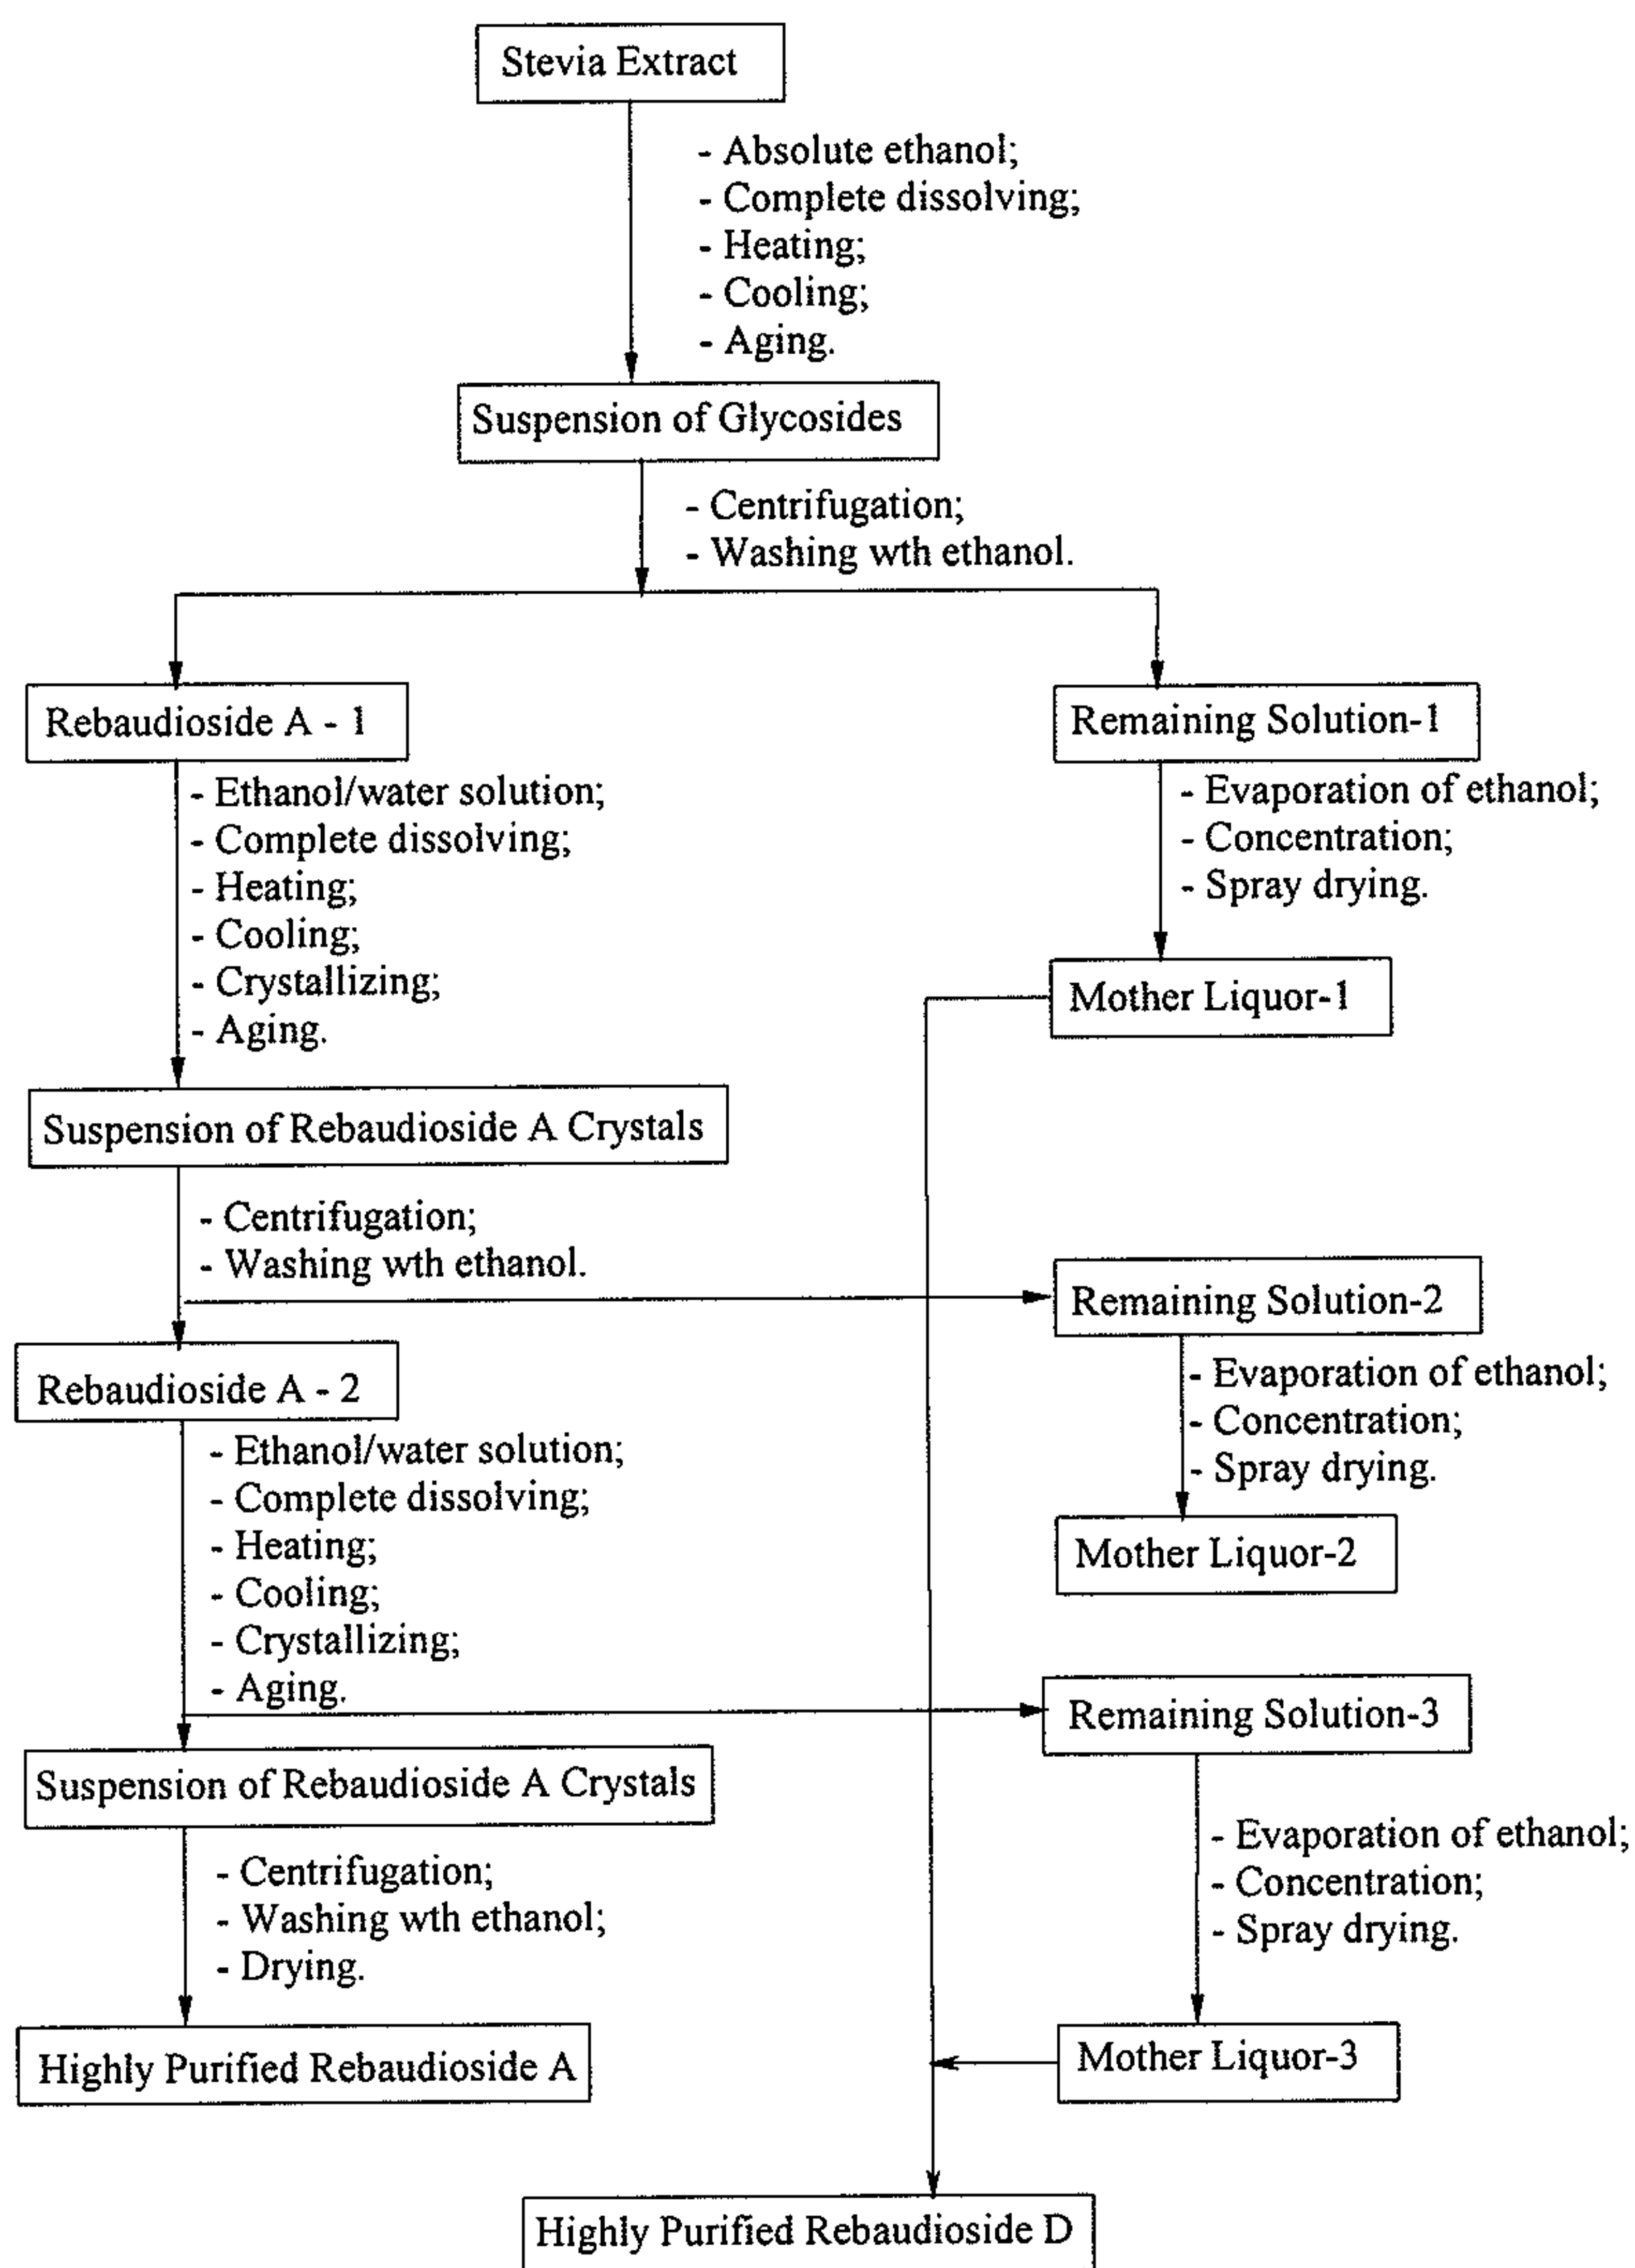 Stevia Extract
- Absolute ethanol;
- Complete dissolving;
- Heating;
- Cooling;
- Aging.
Suspension of Glycosides
- Centrifugation;
- Washing wth ethanol.
Rebaudioside A - 1
Remaining Solution-1
- Ethanol/water solution;
- Complete dissolving;
- Heating;
- Cooling;
- Crystallizing;
- Aging.
- Evaporation of ethanol;
- Concentration;
- Spray drying.
Mother Liquor-1
Suspension of Rebaudioside A Crystals
- Centrifugation;
- Washing wth ethanol.
Remaining Solution-2
Rebaudioside A - 2
- Evaporation of ethanol;
- Concentration;
- Spray drying.
- Ethanol/water solution;
- Complete dissolving;
- Heating;
- Cooling;
- Crystallizing;
- Aging.
Mother Liquor-2
Remaining Solution-3
Suspension of Rebaudioside A Crystals
- Evaporation of ethanol;
- Concentration;
- Spray drying.
- Centrifugation;
- Washing wth ethanol;
- Drying.
Mother Liquor-3
Highly Purified Rebaudioside A
Highly Purified Rebaudioside D